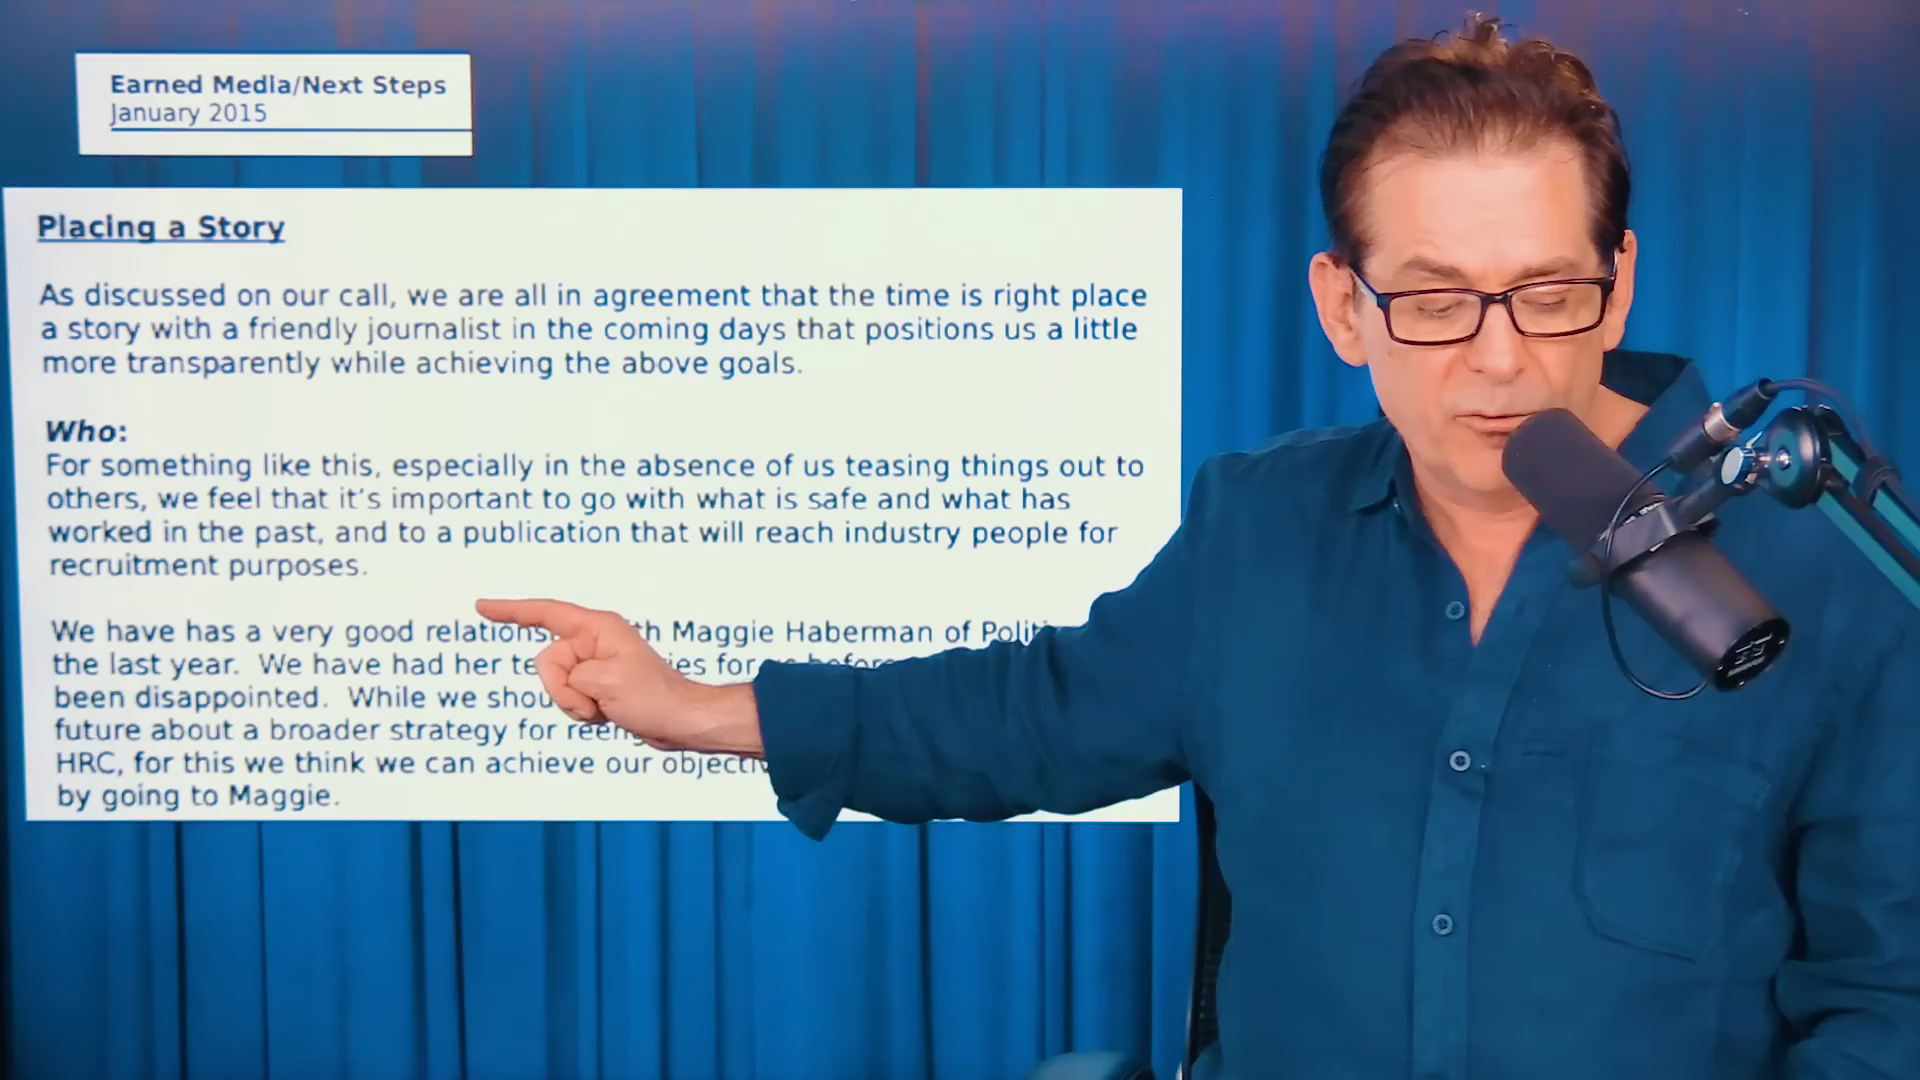 Earned Media/Next Steps
January 2015
Placing a Story
As discussed on our call, we are all in agreement that the time is right place
a story with a friendly journalist in the coming days that positions us a little
more transparently while achieving the above goals.
Who:
For something like this, especially in the absence of us teasing things out to
others, we feel that it's important to go with what is safe and what has
worked in the past, and to a publication that will reach industry people for
recruitment purposes.
We have has a very good Maggie Haberman of
the last year. We have had her for
been disappointed. While we
future about a broader strategy for
HRC, for this we think we can achieve our
by going to Maggie.